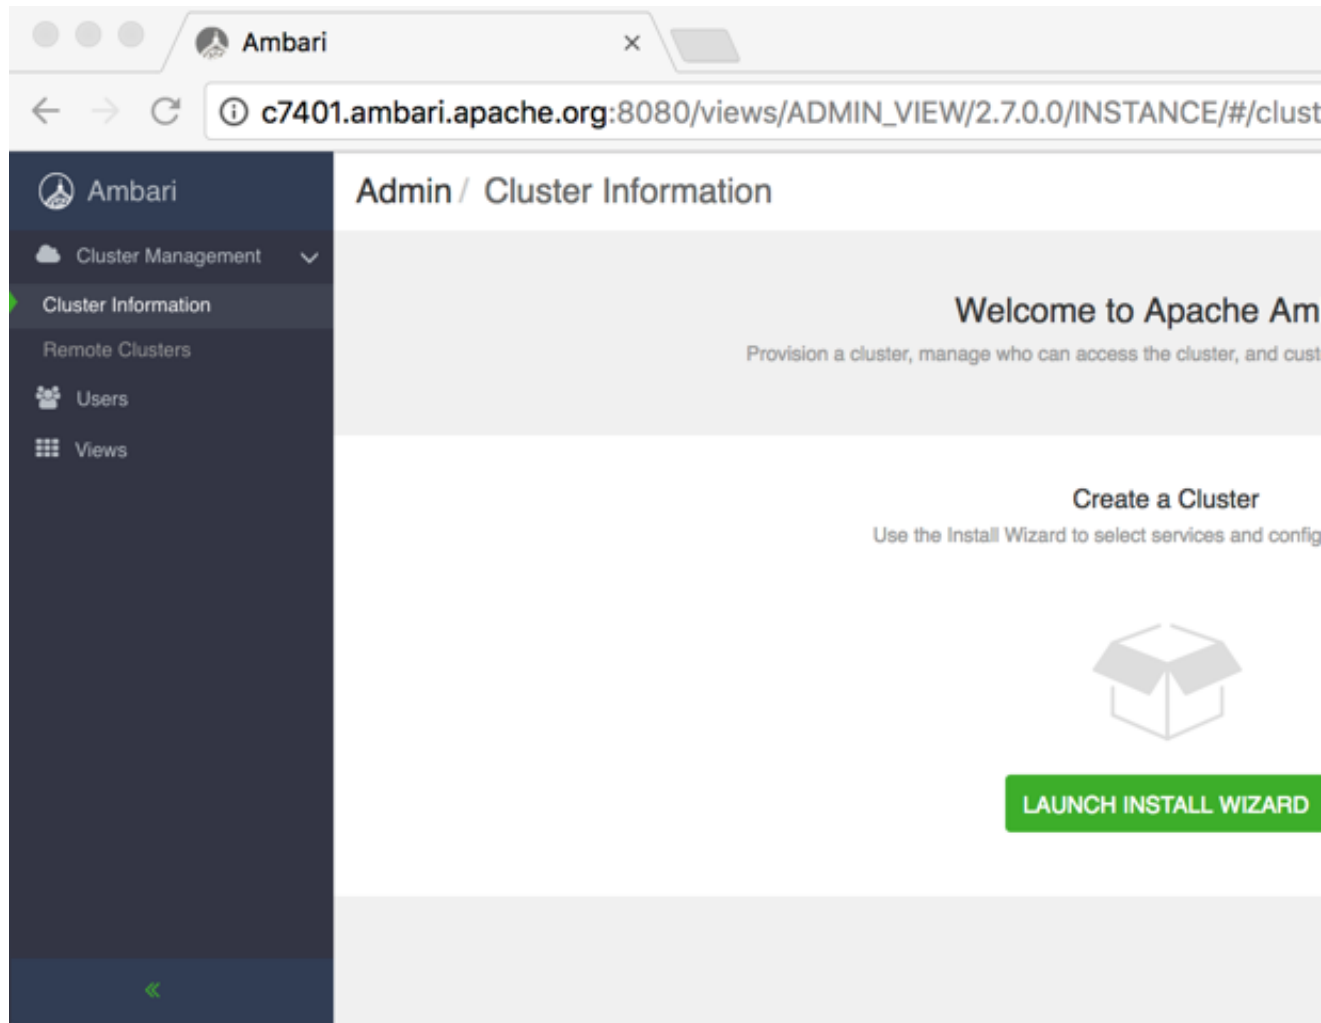 Ambari
c7401.ambari.apache.org:8080/views/ADMIN_VIEW/2.7.0.0/INSTANCE/#/clust
Ambari
Admin / Cluster Information
Cluster Management
Cluster Information
Remote Clusters
Users
Views
Welcome to Apache Am
Provision a cluster, manage who can access the cluster, and cust
Create a Cluster
Use the Install Wizard to select services and config
LAUNCH INSTALL WIZARD